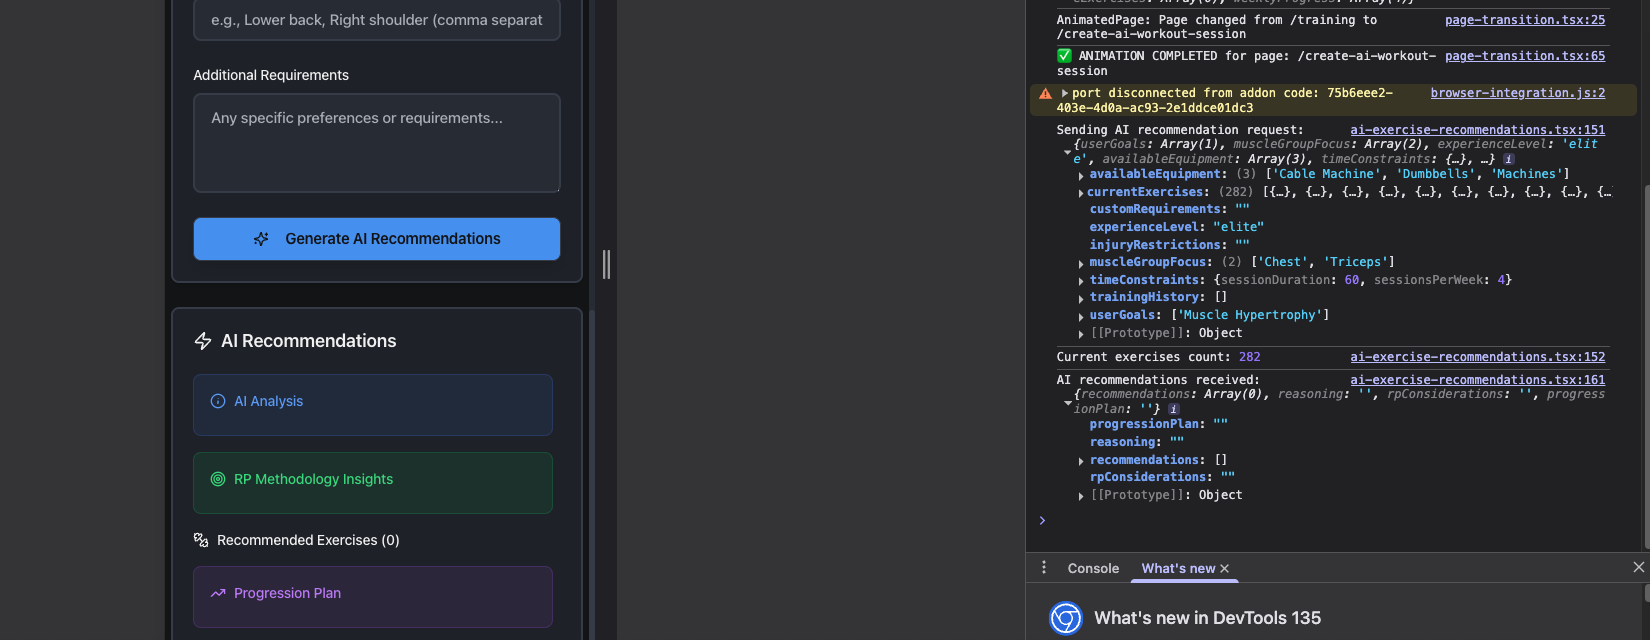 e.g., Lower back, Right shoulder (comma separat
Additional Requirements
Any specific preferences or requirements...
Generate AI Recommendations
AI Recommendations
AI Analysis
RP Methodology Insights
Recommended Exercises (0)
Progression Plan
AnimatedPage: Page changed from /training to page-transition.tsx:25
/create-ai-workout-session
✅ ANIMATION COMPLETED for page: /create-ai-workout- page-transition.tsx:65
session
port disconnected from addon code: 75b6eee2- browser-integration.js:2
403e-4d0a-ac93-2e1ddce01dc3
Sending AI recommendation request: ai-exercise-recommendations.tsx:151
{userGoals: Array(1), muscleGroupFocus: Array(2), experienceLevel: 'elit
e', availableEquipment: Array(3), timeConstraints: {…}, …} i
availableEquipment: (3) ['Cable Machine', 'Dumbbells', 'Machines']
currentExercises: (282) [{…}, {…}, {…}, {…}, {…}, {…}, {…}, {…}, {…}, {…
customRequirements: ""
experienceLevel: "elite"
injuryRestrictions: ""
muscleGroupFocus: (2) ['Chest', 'Triceps']
timeConstraints: {sessionDuration: 60, sessionsPerWeek: 4}
trainingHistory: []
userGoals: ['Muscle Hypertrophy']
[[Prototype]]: Object
Current exercises count: 282 ai-exercise-recommendations.tsx:152
AI recommendations received: ai-exercise-recommendations.tsx:161
{recommendations: Array(0), reasoning: '', rpConsiderations: '', progress
ionPlan: ''} i
progressionPlan: ""
reasoning: ""
recommendations: []
rpConsiderations: ""
[[Prototype]]: Object
Console What's new
What's new in DevTools 135